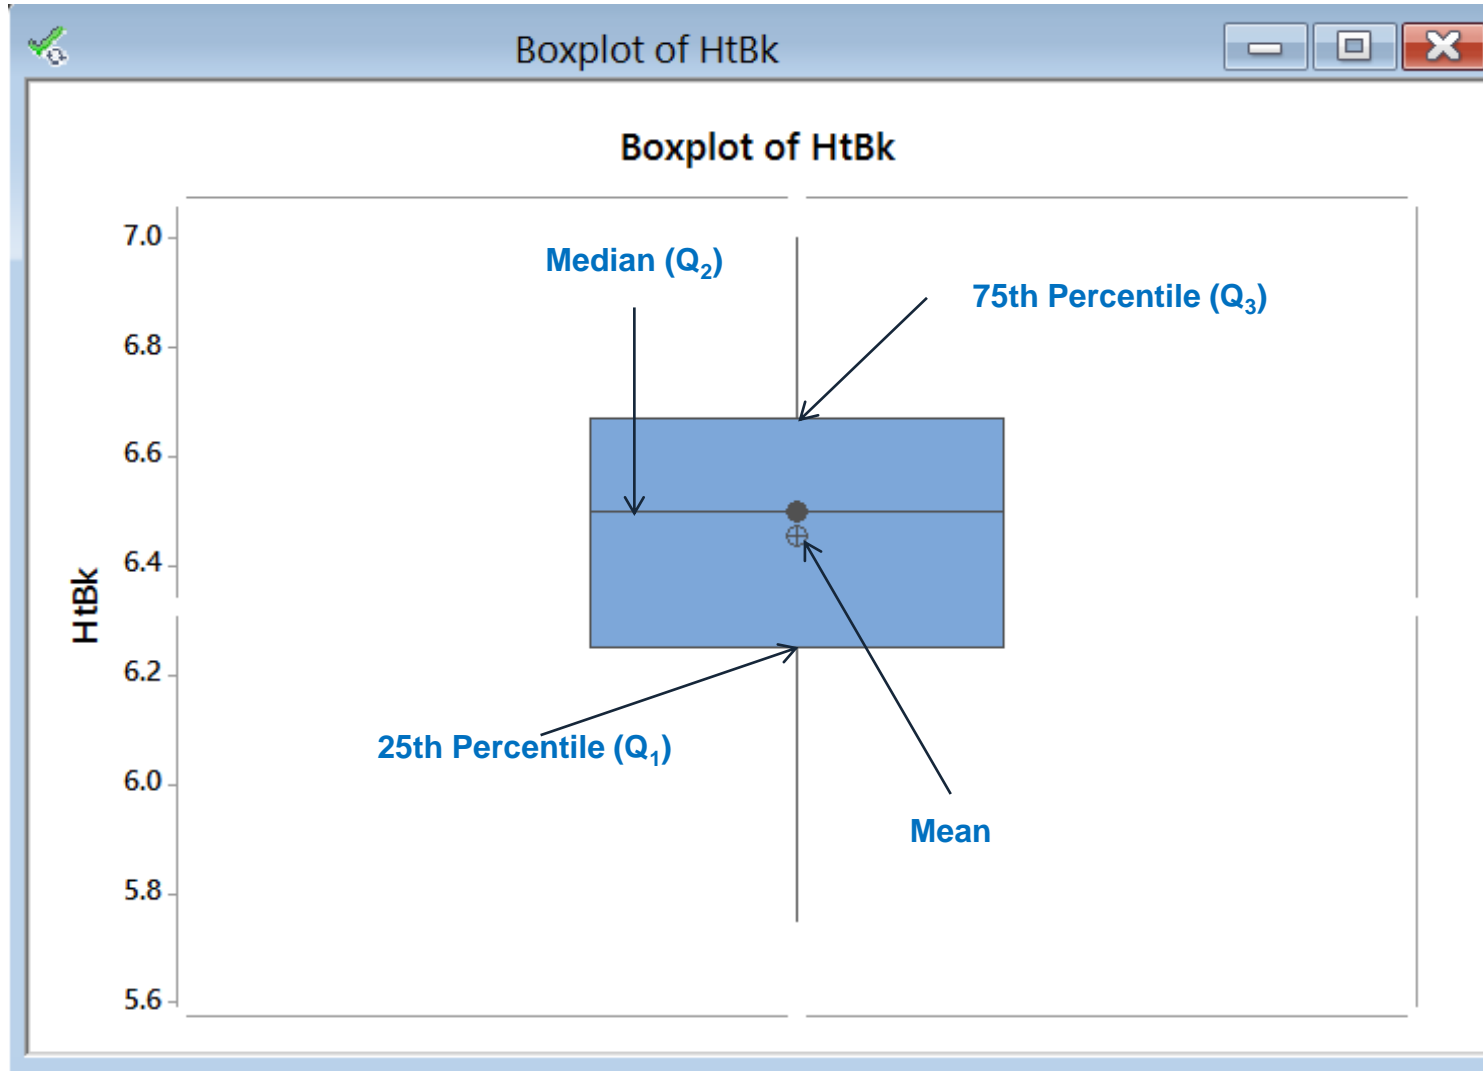 Boxplot of HtBk
Boxplot of HtBk
7.0
Median (Q2)
75th Percentile (Q3)
6.8
6.6
6.4
HtBk
6.2
25th Percentile (Q1)
6.0
Mean
5.8
5.6